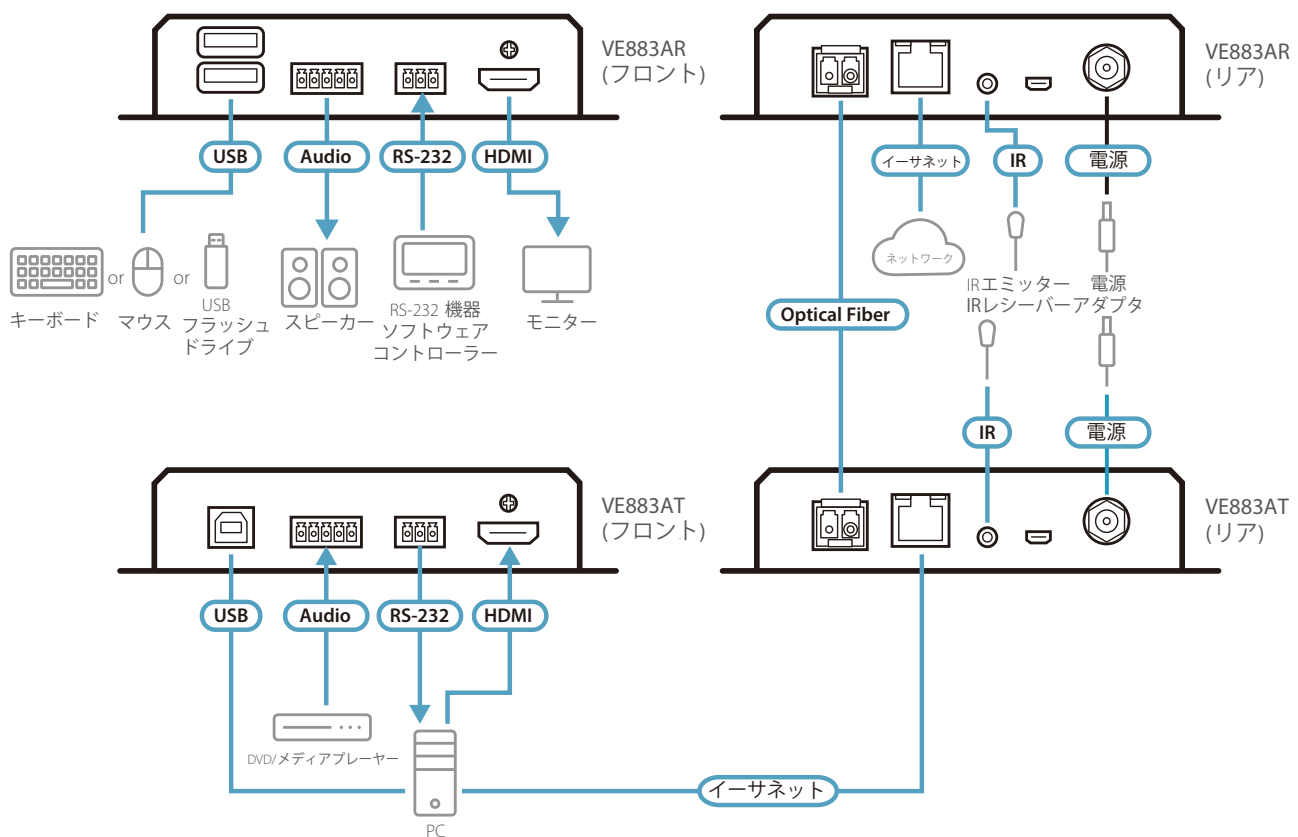 VE883AR
(フロント)
USB
Audio
RS-232
HDMI
キーボード
or
マウス
or
USB
フラッシュ
ドライブ
スピーカー
RS-232 機器
ソフトウェア
コントローラー
モニター
VE883AR
(リア)
イーサネット
IR
電源
ネットワーク
IRエミッター
IRレシーバー
電源
アダプタ
Optical Fiber
IR
電源
VE883AT
(フロント)
USB
Audio
RS-232
HDMI
DVD/メディアプレーヤー
PC
VE883AT
(リア)
イーサネット